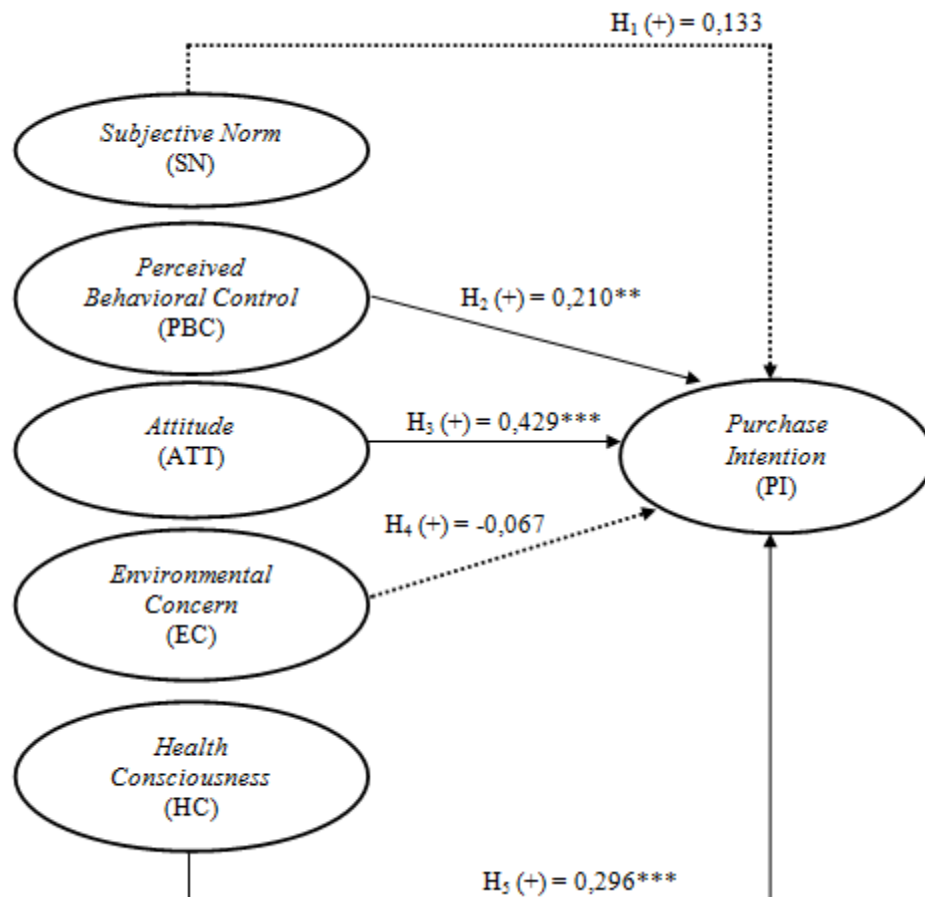 H₁ (+) = 0,133
Subjective Norm
(SN)
Perceived
Behavioral Control
(PBC)
H₂ (+) = 0,210**
Attitude
(ATT)
H₃ (+) = 0,429***
Purchase
Intention
(PI)
H₄ (+) = -0,067
Environmental
Concern
(EC)
Health
Consciousness
(HC)
H₅ (+) = 0,296***